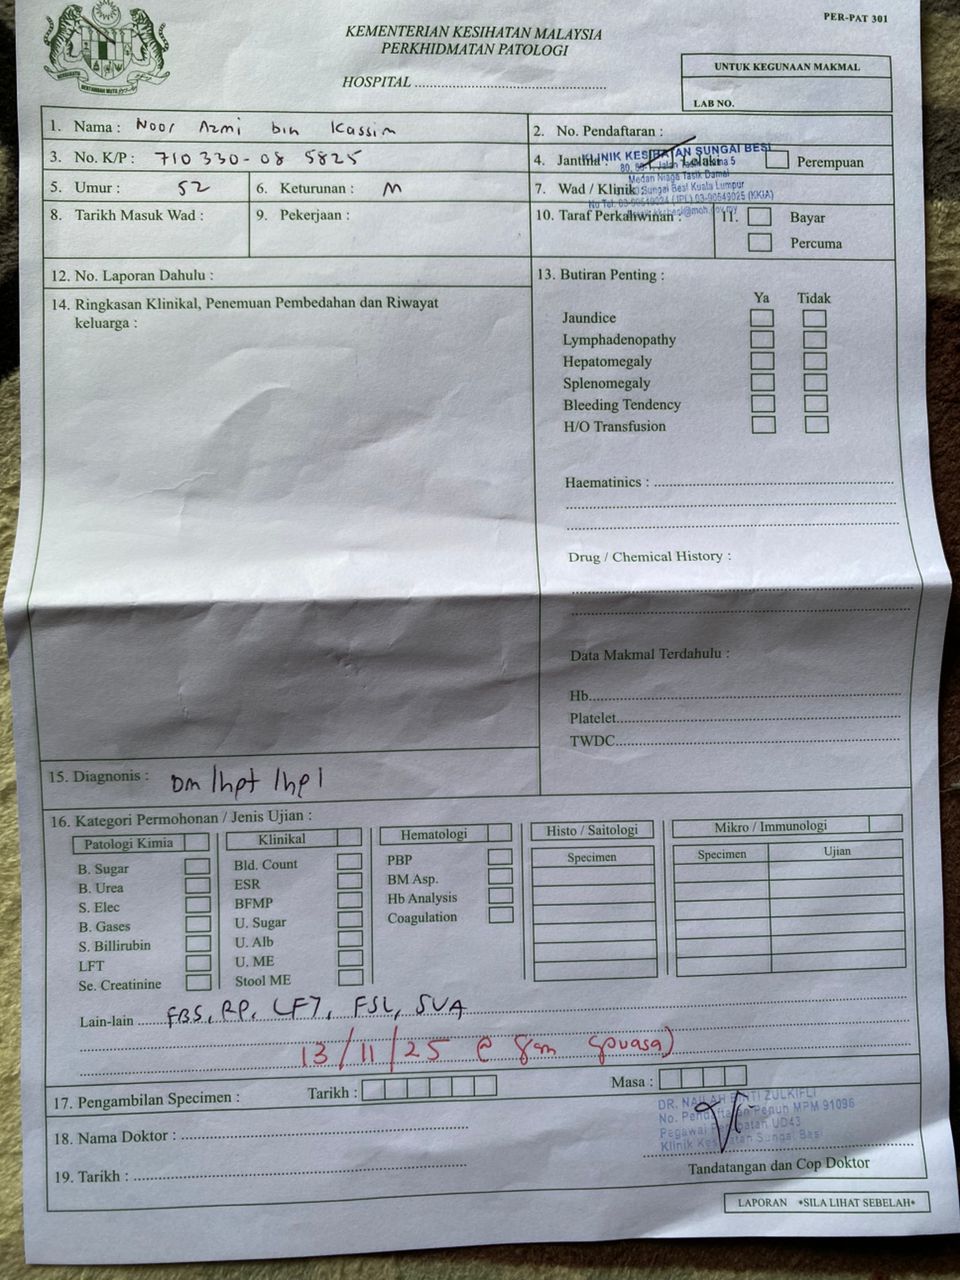 PER-PAT 301
KEMENTERIAN KESIHATAN MALAYSIA
PERKHIDMATAN PATOLOGI
HOSPITAL
UNTUK KEGUNAAN MAKMAL
LAB NO.
1. Nama : Noor Azmi bin Kassim
2. No. Pendaftaran :
3. No. K/P : 710330-08 5825
4. Jantina : Lelaki Perempuan
KLINIK KESIHATAN SUNGAI BESI
Medan Niaga Tasik Damai
Sungai Besi Kuala Lumpur
5. Umur : 52
6. Keturunan : M
7. Wad / Klinik :
8. Tarikh Masuk Wad :
9. Pekerjaan :
10. Taraf Perkahwinan :
11. Bayar
Percuma
12. No. Laporan Dahulu :
13. Butiran Penting :
14. Ringkasan Klinikal, Penemuan Pembedahan dan Riwayat
keluarga :
Ya Tidak
Jaundice
Lymphadenopathy
Hepatomegaly
Splenomegaly
Bleeding Tendency
H/O Transfusion
Haematinics :
Drug / Chemical History :
Data Makmal Terdahulu :
Hb
Platelet
TWDC
15. Diagnonis : DM /hpt /hpl
16. Kategori Permohonan / Jenis Ujian :
Patologi Kimia
B. Sugar
B. Urea
S. Elec
B. Gases
S. Billirubin
LFT
Se. Creatinine
Klinikal
Bld. Count
ESR
BFMP
U. Sugar
U. Alb
U. ME
Stool ME
Hematologi
PBP
BM Asp.
Hb Analysis
Coagulation
Histo / Saitologi
Specimen
Mikro / Immunologi
Specimen Ujian
Lain-lain FBS, RP, LFT, FSL, SUA
13/11/25 @ 8am (puasa)
17. Pengambilan Specimen : Tarikh : Masa :
DR. NAILAH BINTI ZULKIFLI
No. Pendaftaran Penuh MPM 91096
Pegawai Perubatan UD43
Klinik Kesihatan Sungai Besi
18. Nama Doktor :
19. Tarikh :
Tandatangan dan Cop Doktor
LAPORAN *SILA LIHAT SEBELAH*